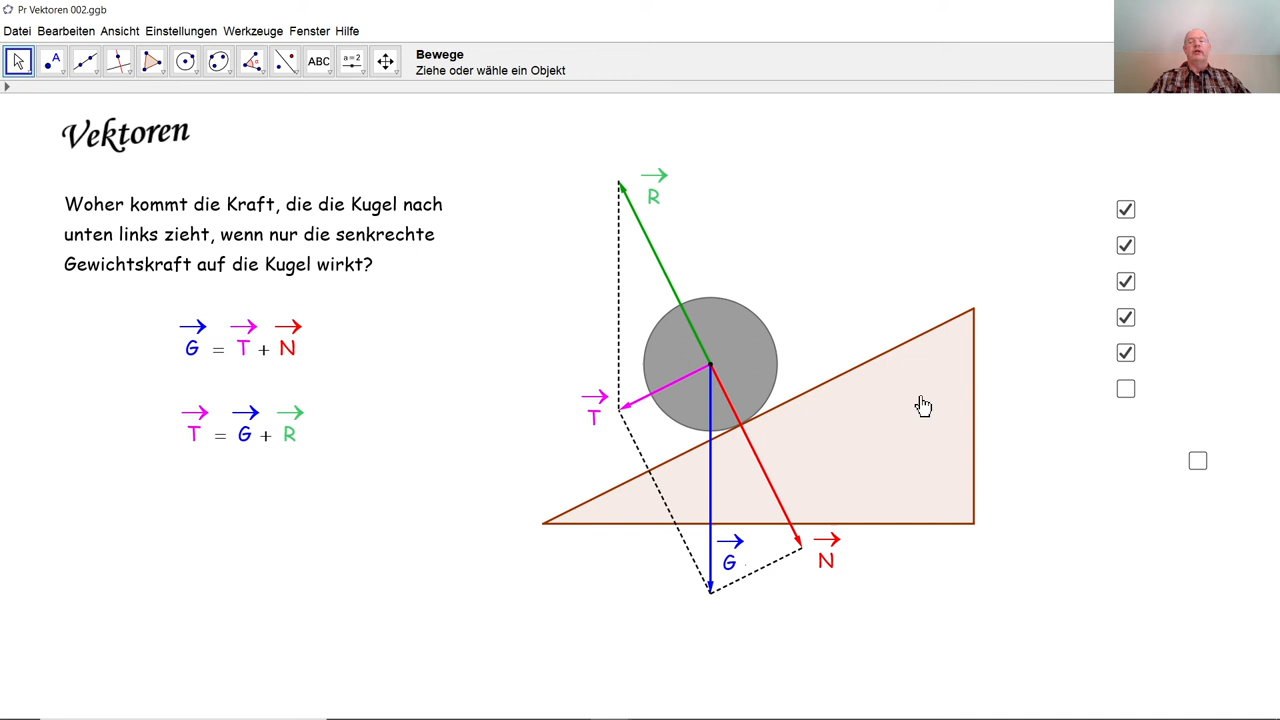 Pr Vektoren 002.ggb
Datei Bearbeiten Ansicht Einstellungen Werkzeuge Fenster Hilfe
A
ABC
a=2
Bewege
Ziehe oder wähle ein Objekt
Vektoren
Woher kommt die Kraft, die die Kugel nach
unten links zieht, wenn nur die senkrechte
Gewichtskraft auf die Kugel wirkt?
G = T + N
T = G + R
R
T
G
N